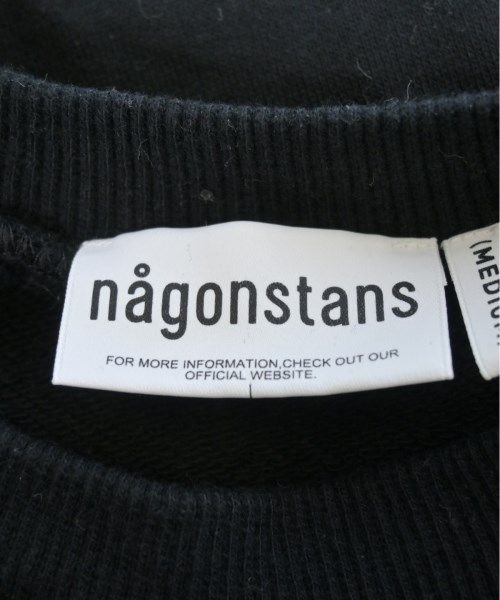 någonstans
FOR MORE INFORMATION,CHECK OUT OUR
OFFICIAL WEBSITE.